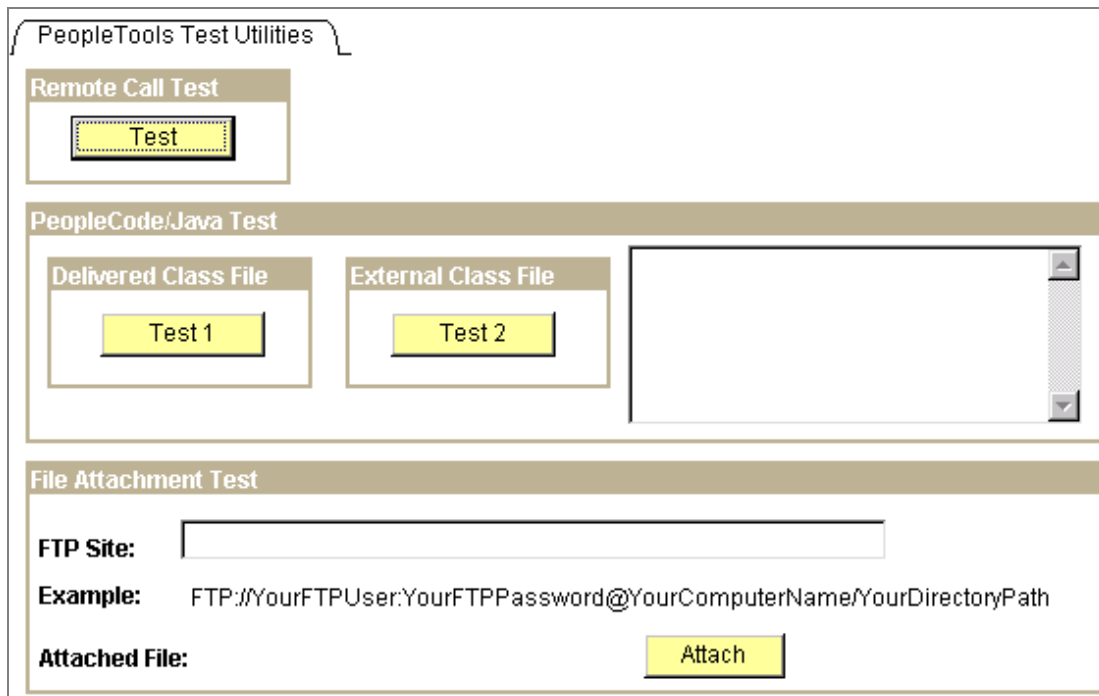 PeopleTools Test Utilities
Remote Call Test
Test
PeopleCode/Java Test
Delivered Class File
External Class File
Test 1
Test 2
File Attachment Test
FTP Site:
Example: FTP://YourFTPUser:YourFTPPassword@YourComputerName/YourDirectoryPath
Attached File: Attach